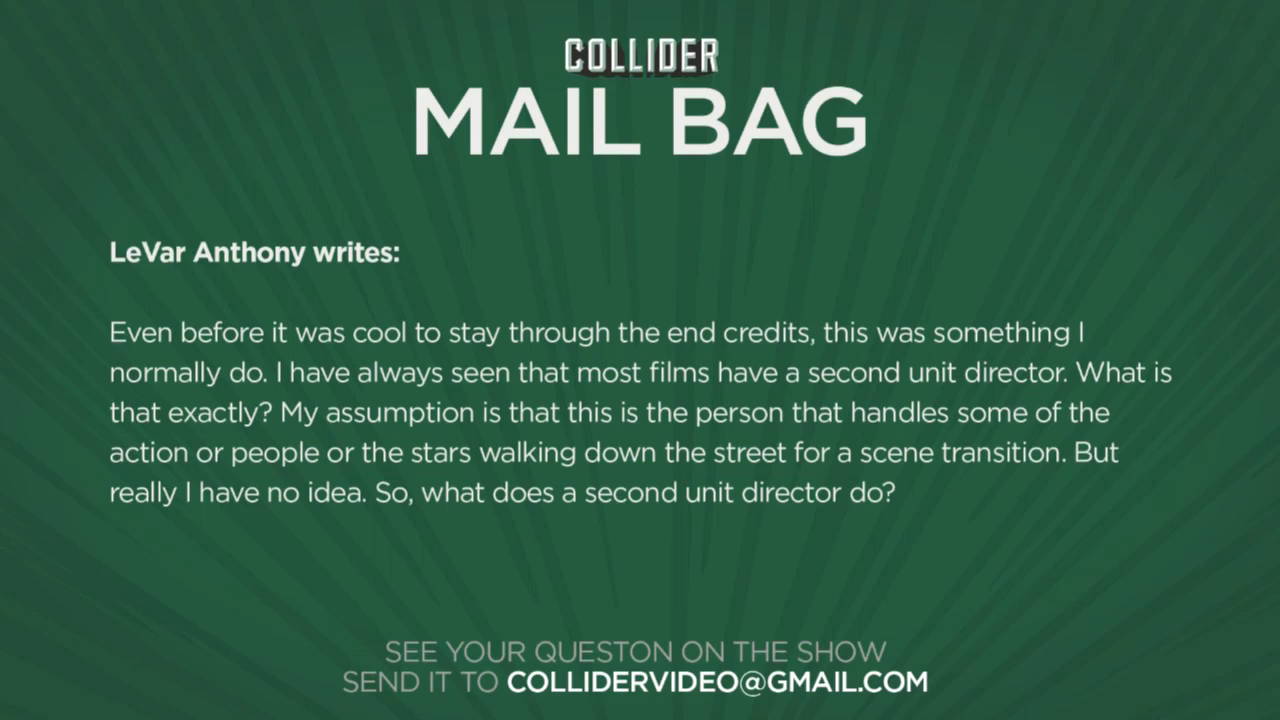 COLLIDER
MAIL BAG
LeVar Anthony writes:
Even before it was cool to stay through the end credits, this was something I
normally do. I have always seen that most films have a second unit director. What is
that exactly? My assumption is that this is the person that handles some of the
action or people or the stars walking down the street for a scene transition. But
really I have no idea. So, what does a second unit director do?
SEE YOUR QUESTON ON THE SHOW
SEND IT TO COLLIDERVIDEO@GMAIL.COM